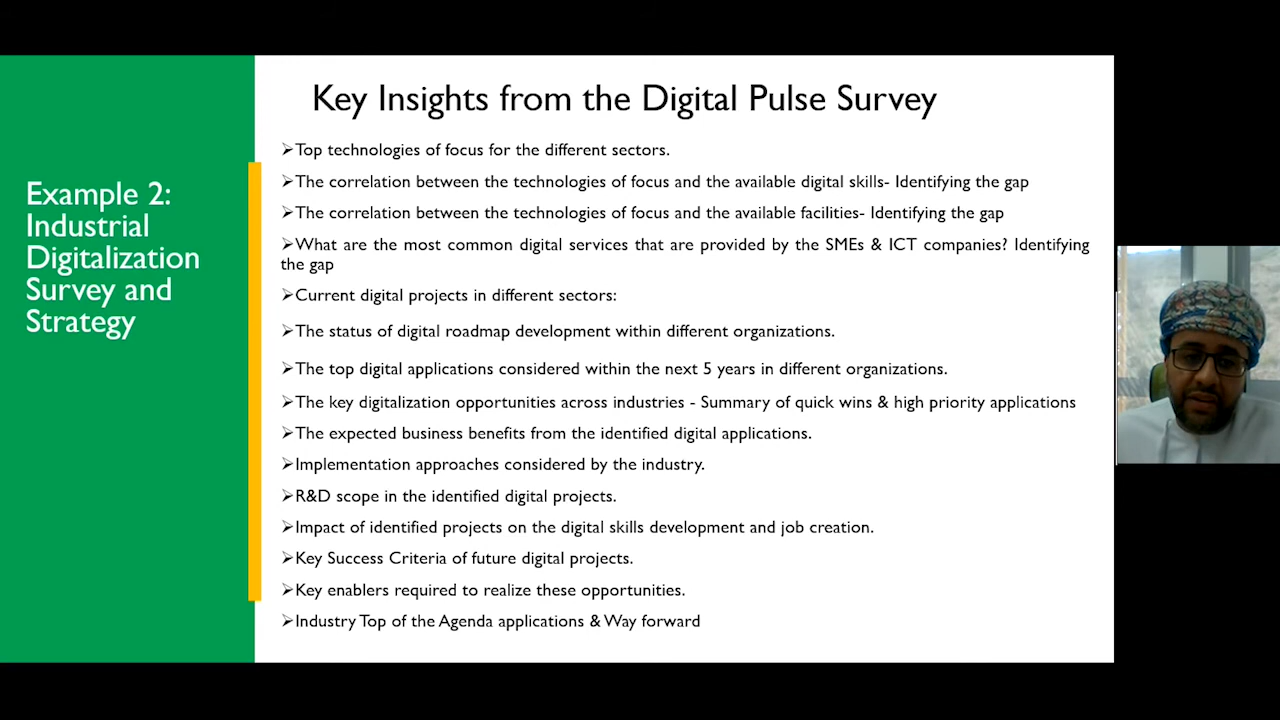 Key Insights from the Digital Pulse Survey
Example 2:
Industrial
Digitalization
Survey and
Strategy
➢Top technologies of focus for the different sectors.
➢The correlation between the technologies of focus and the available digital skills- Identifying the gap
➢The correlation between the technologies of focus and the available facilities- Identifying the gap
➢What are the most common digital services that are provided by the SMEs & ICT companies? Identifying
the gap
➢Current digital projects in different sectors:
➢The status of digital roadmap development within different organizations.
➢The top digital applications considered within the next 5 years in different organizations.
➢The key digitalization opportunities across industries - Summary of quick wins & high priority applications
➢The expected business benefits from the identified digital applications.
➢Implementation approaches considered by the industry.
➢R&D scope in the identified digital projects.
➢Impact of identified projects on the digital skills development and job creation.
➢Key Success Criteria of future digital projects.
➢Key enablers required to realize these opportunities.
➢Industry Top of the Agenda applications & Way forward